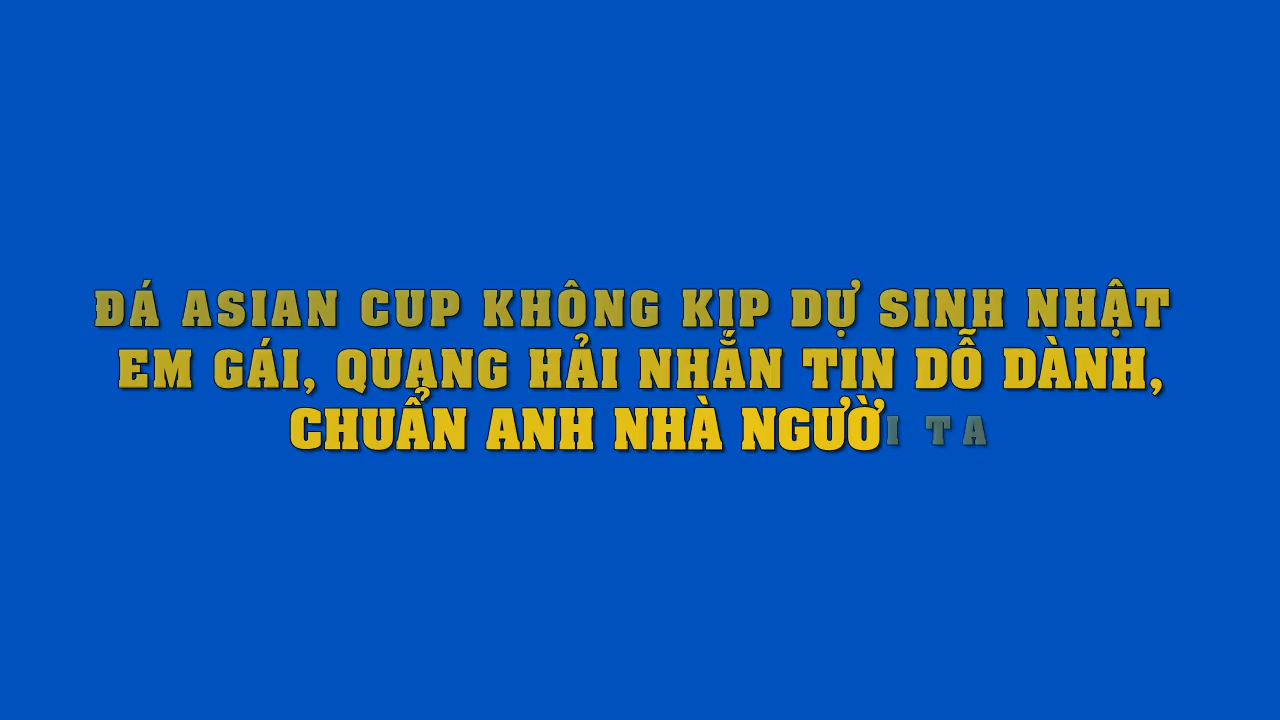 ĐÁ ASIAN CUP KHÔNG KỊP DỰ SINH NHẬT
EM GÁI, QUANG HẢI NHẮN TIN DỖ DÀNH,
CHUẨN ANH NHÀ NGƯỜI TA